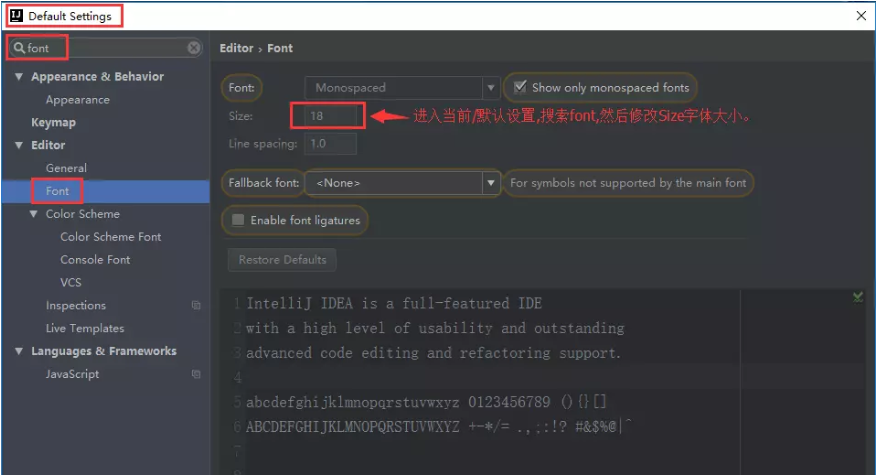 Default Settings
font
Editor › Font
Appearance & Behavior
Appearance
Keymap
Editor
General
Font
Color Scheme
Color Scheme Font
Console Font
VCS
Inspections
Live Templates
Languages & Frameworks
JavaScript
Font:
Monospaced
Show only monospaced fonts
Size:
18
进入当前/默认设置,搜索font,然后修改Size字体大小。
Line spacing:
1.0
Fallback font:
<None>
For symbols not supported by the main font
Enable font ligatures
Restore Defaults
1 IntelliJ IDEA is a full-featured IDE
2 with a high level of usability and outstanding
3 advanced code editing and refactoring support.
4
5 abcdefghijklmnopqrstuvwxyz 0123456789 (){}[]
6 ABCDEFGHIJKLMNOPQRSTUVWXYZ +-*/= .,;:!? #&$%@|^
7